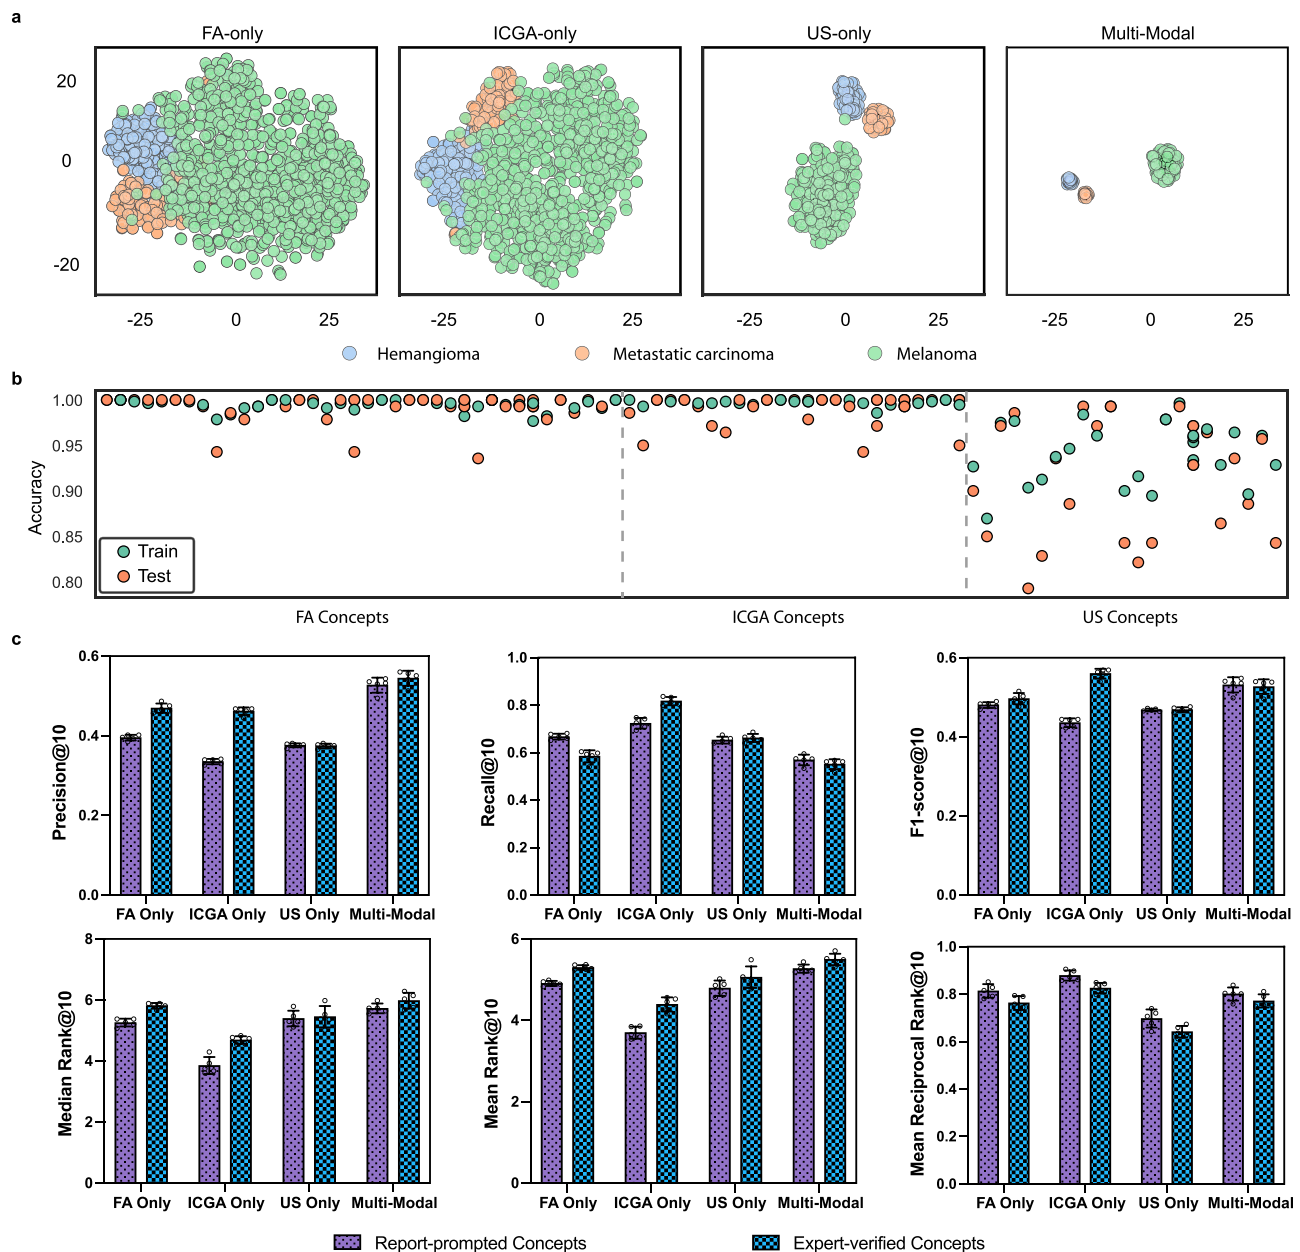 a
FA-only
ICGA-only
US-only
Multi-Modal
20
0
-20
-25 0 25
-25 0 25
-25 0 25
-25 0 25
Hemangioma
Metastatic carcinoma
Melanoma
b
Accuracy
1.00
0.95
0.90
0.85
0.80
Train
Test
FA Concepts
ICGA Concepts
US Concepts
c
Precision@10
0.6
0.4
0.2
0.0
FA Only ICGA Only US Only Multi-Modal
Recall@10
1.0
0.8
0.6
0.4
0.2
0.0
FA Only ICGA Only US Only Multi-Modal
F1-score@10
0.6
0.4
0.2
0.0
FA Only ICGA Only US Only Multi-Modal
Median Rank@10
8
6
4
2
0
FA Only ICGA Only US Only Multi-Modal
Mean Rank@10
6
4
2
0
FA Only ICGA Only US Only Multi-Modal
Mean Reciprocal Rank@10
1.0
0.8
0.6
0.4
0.2
0.0
FA Only ICGA Only US Only Multi-Modal
Report-prompted Concepts
Expert-verified Concepts